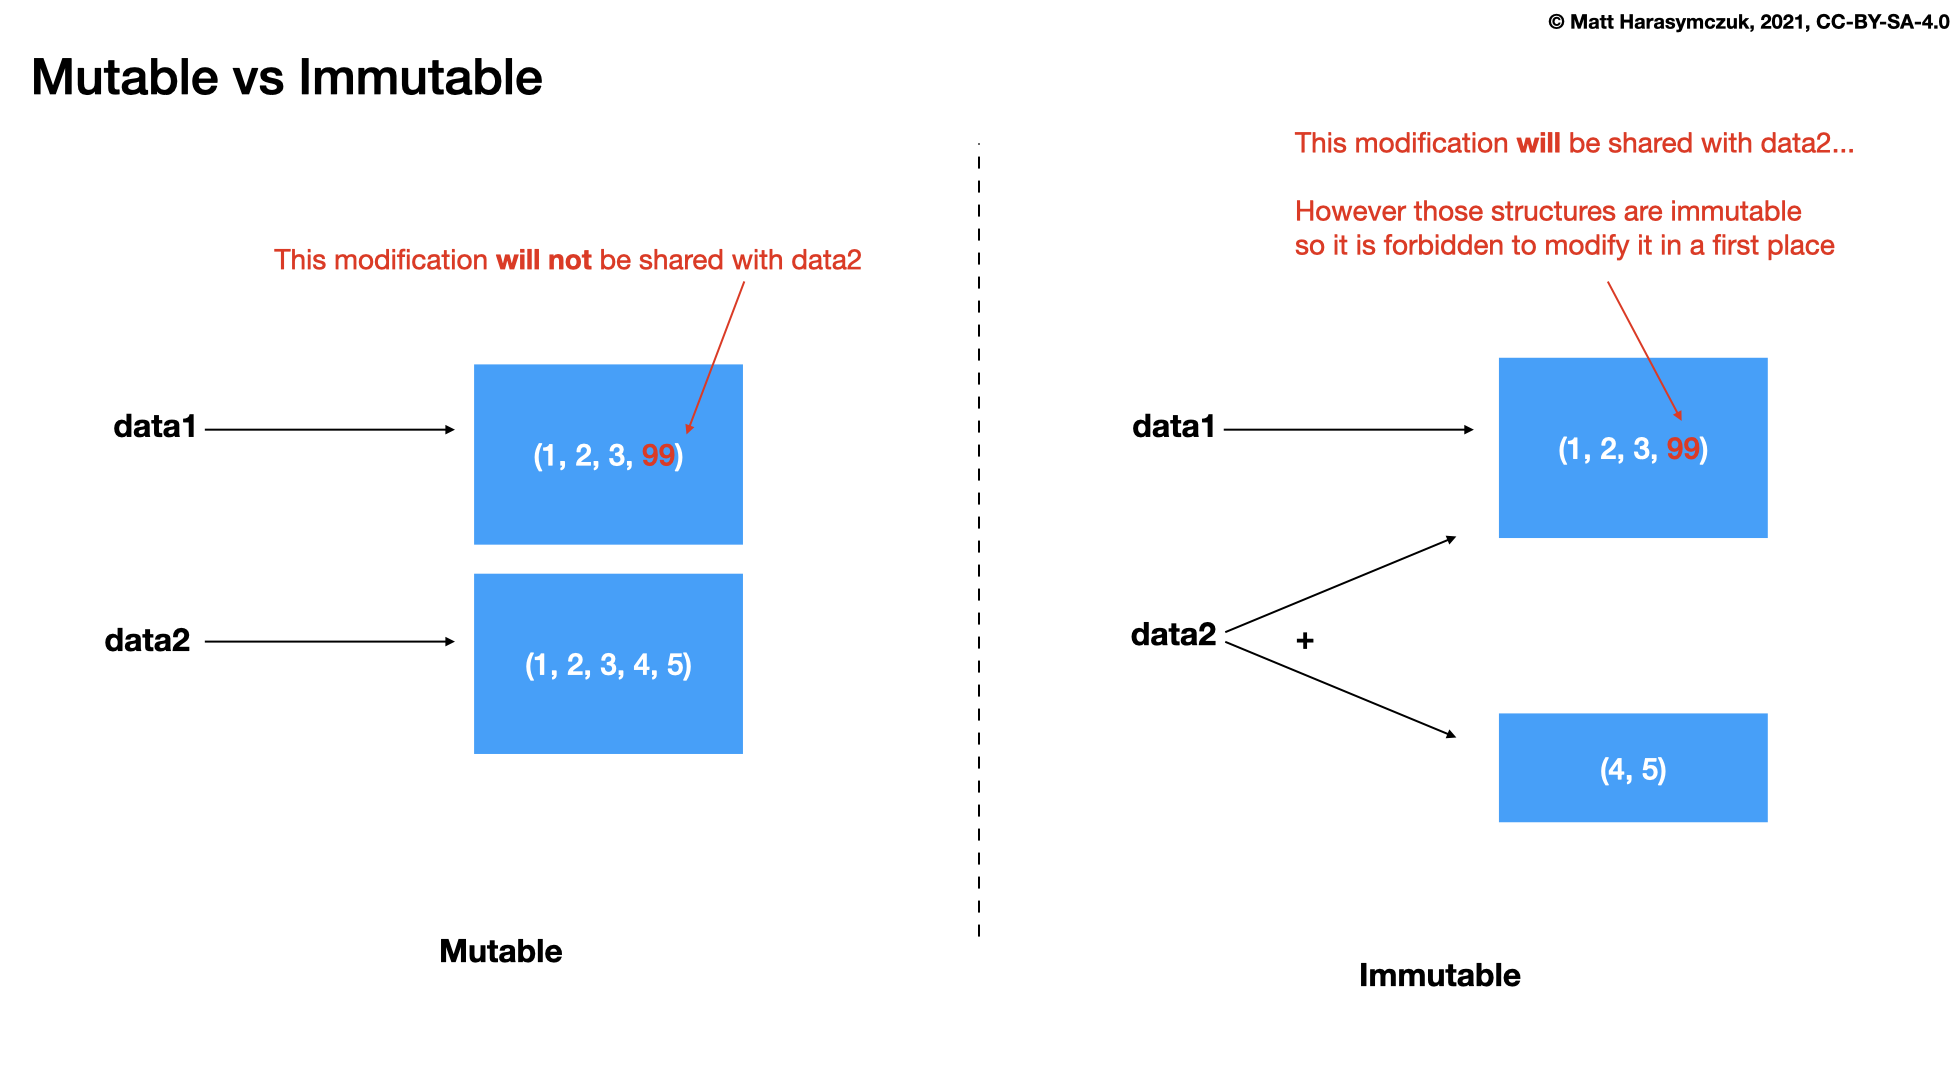 © Matt Harasymczuk, 2021, CC-BY-SA-4.0
Mutable vs Immutable
This modification will not be shared with data2
data1
(1, 2, 3, 99)
data2
(1, 2, 3, 4, 5)
Mutable
This modification will be shared with data2...
However those structures are immutable
so it is forbidden to modify it in a first place
data1
(1, 2, 3, 99)
data2
+
(4, 5)
Immutable